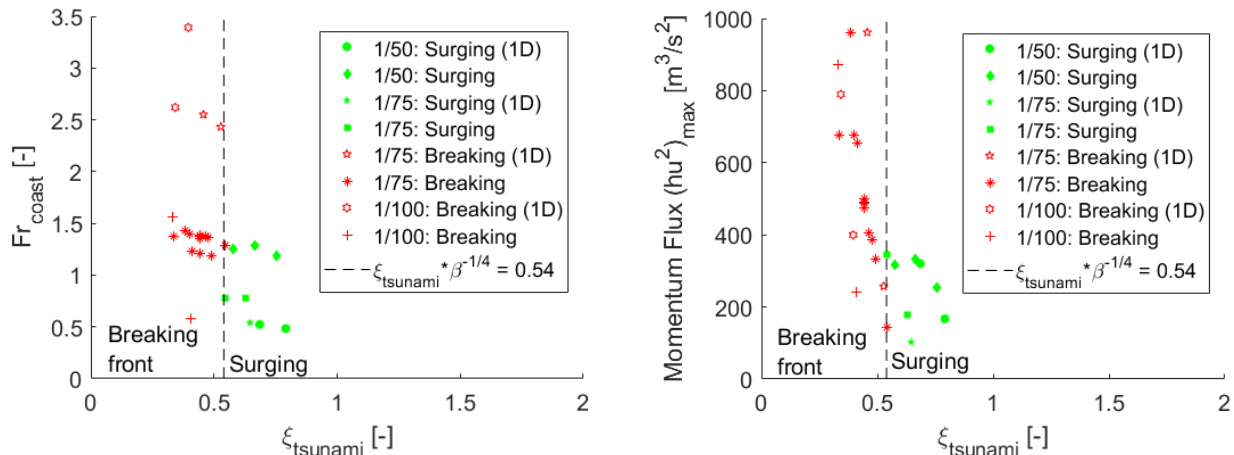 3.5
3
2.5
2
1.5
1
0.5
0
Fr_coast [-]
1/50: Surging (1D)
1/50: Surging
1/75: Surging (1D)
1/75: Surging
1/75: Breaking (1D)
1/75: Breaking
1/100: Breaking (1D)
1/100: Breaking
ξ_tsunami * β^-1/4 = 0.54
Breaking
front
Surging
0 0.5 1 1.5 2
ξ_tsunami [-]
1000
800
600
400
200
0
Momentum Flux (hu²)_max [m³/s²]
1/50: Surging (1D)
1/50: Surging
1/75: Surging (1D)
1/75: Surging
1/75: Breaking (1D)
1/75: Breaking
1/100: Breaking (1D)
1/100: Breaking
ξ_tsunami * β^-1/4 = 0.54
Breaking
front
Surging
0 0.5 1 1.5 2
ξ_tsunami [-]